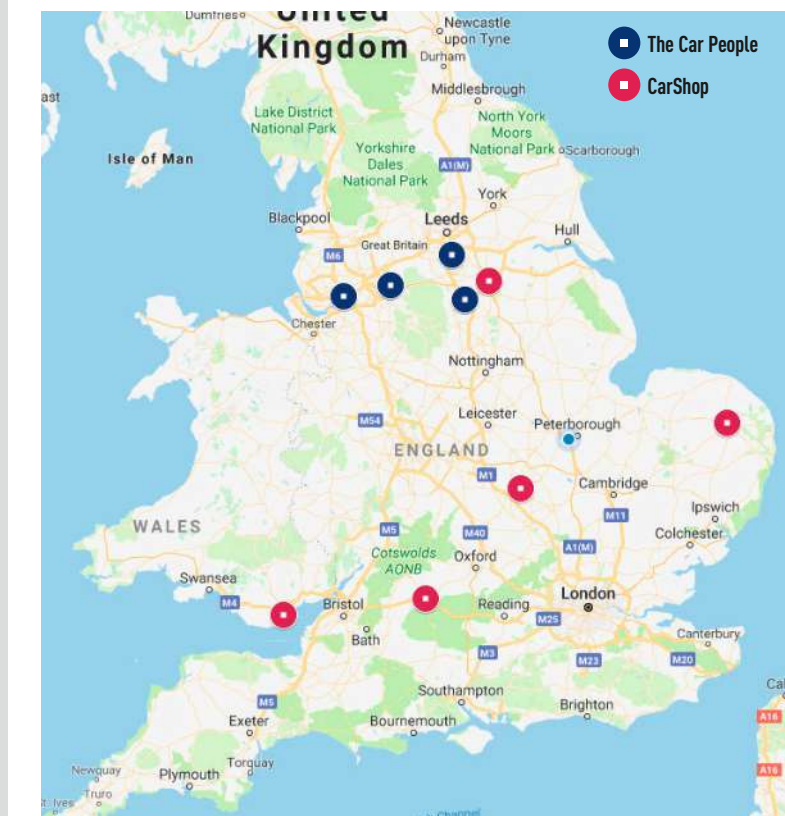 United
Kingdom
Dumfries
Newcastle
upon Tyne
The Car People
Durham
CarShop
Middlesbrough
ast
Lake District
National Park
North York
Moors
National Park
Scarborough
Isle of Man
Yorkshire
Dales
National Park
A1(M)
York
Blackpool
Leeds
Hull
Great Britain
M6
Chester
Nottingham
M54
Leicester
Peterborough
ENGLAND
M1
Cambridge
Ipswich
M11
WALES
M5
M40
Colchester
Cotswolds
AONB
Oxford
A1(M)
Swansea
London
M4
Bristol
Reading
M25
Bath
Canterbury
M3
M23
M20
Southampton
Cal
M5
Brighton
Exeter
Bournemouth
A16
Torquay
Newquay
Plymouth
A16
Truro
St. Ives